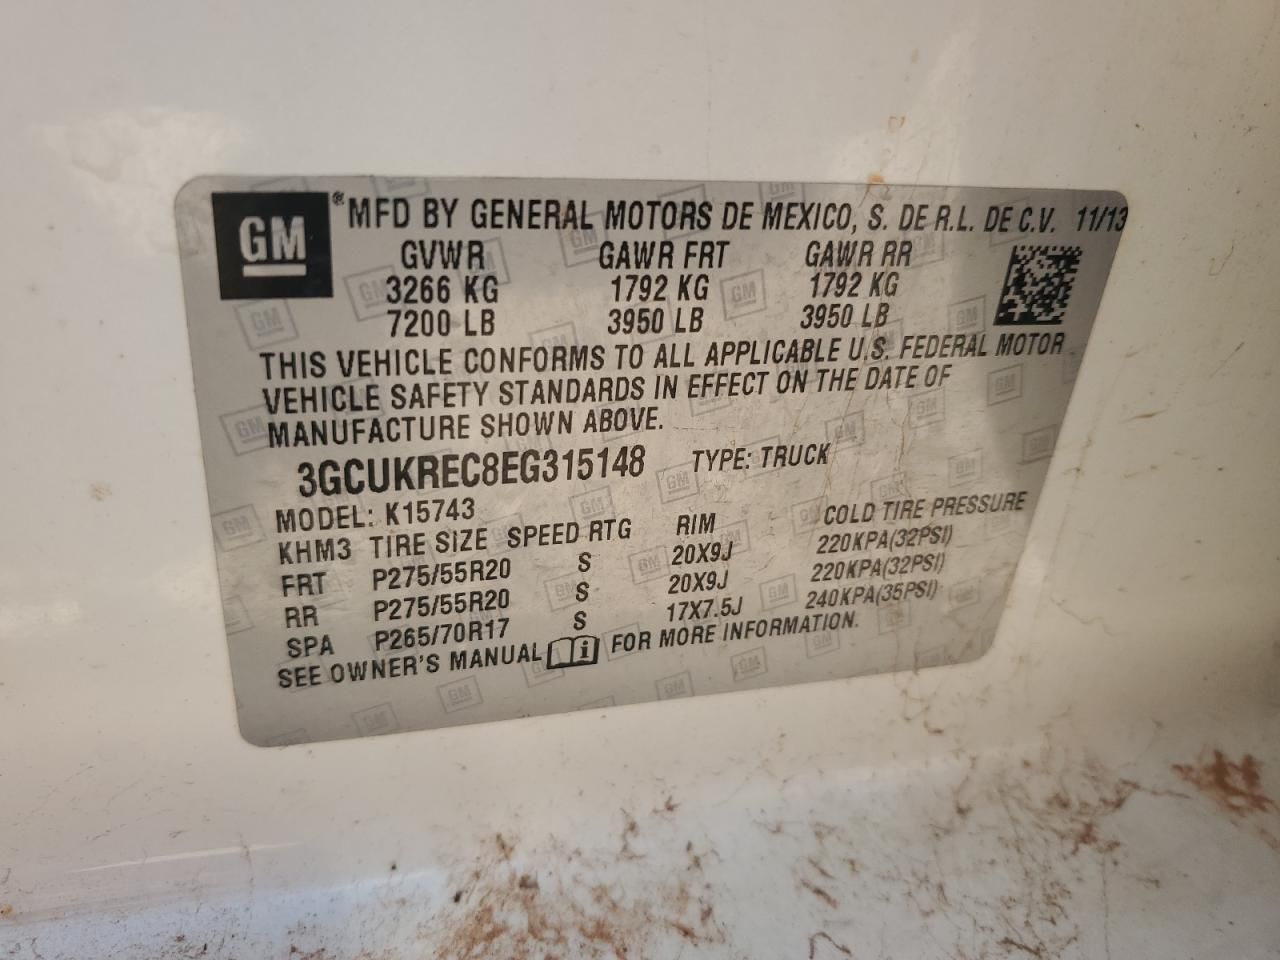 GM ® MFD BY GENERAL MOTORS DE MEXICO, S. DE R.L. DE C.V. 11/13
GVWR GAWR FRT GAWR RR
3266 KG 1792 KG 1792 KG
7200 LB 3950 LB 3950 LB
THIS VEHICLE CONFORMS TO ALL APPLICABLE U.S. FEDERAL MOTOR
VEHICLE SAFETY STANDARDS IN EFFECT ON THE DATE OF
MANUFACTURE SHOWN ABOVE.
3GCUKREC8EG315148 TYPE: TRUCK
MODEL: K15743
KHM3 TIRE SIZE SPEED RTG RIM COLD TIRE PRESSURE
FRT P275/55R20 S 20X9J 220KPA(32PSI)
RR P275/55R20 S 20X9J 220KPA(32PSI)
SPA P265/70R17 S 17X7.5J 240KPA(35PSI)
SEE OWNER'S MANUAL i FOR MORE INFORMATION.